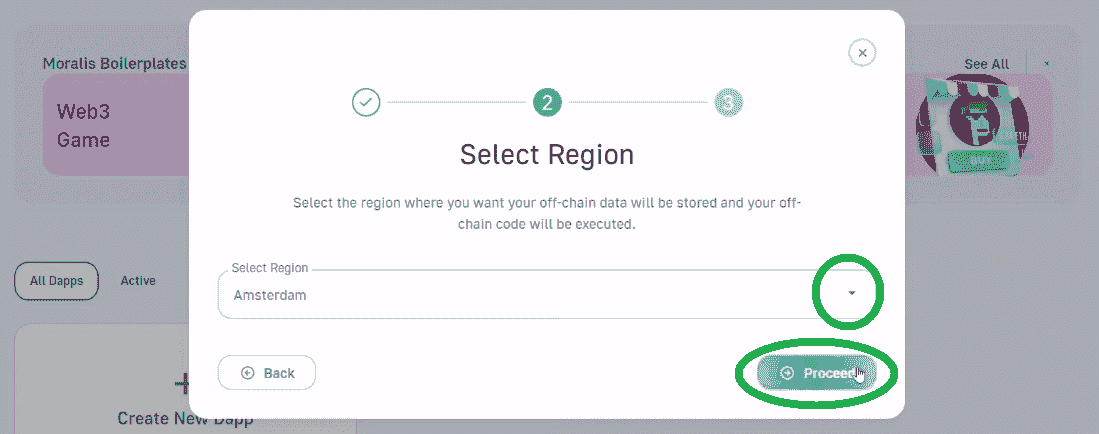 Moralis Boilerplates
See All
Web3
Game
BUY
2
3
Select Region
Select the region where you want your off-chain data will be stored and your off-
chain code will be executed.
All Dapps
Active
Select Region
Amsterdam
Back
Proceed
Create New Dapp